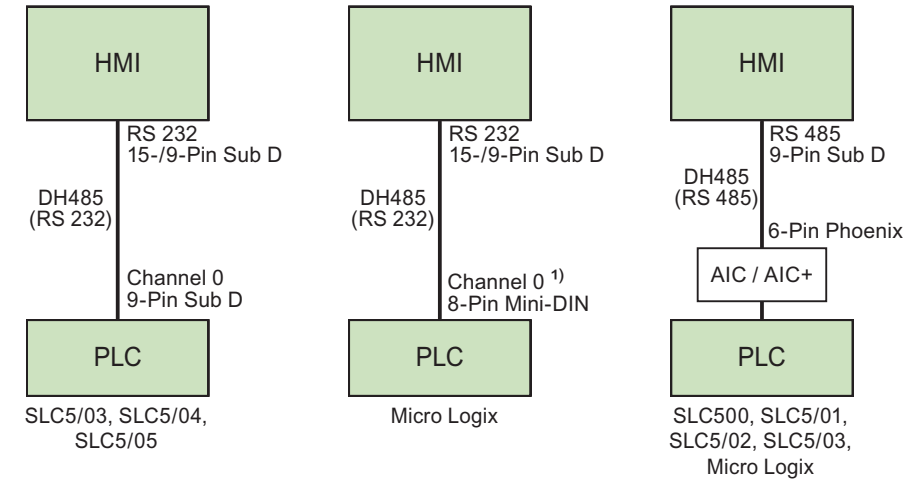 HMI
RS 232
15-/9-Pin Sub D
DH485
(RS 232)
Channel 0
9-Pin Sub D
PLC
SLC5/03, SLC5/04,
SLC5/05
HMI
RS 232
15-/9-Pin Sub D
DH485
(RS 232)
Channel 0 1)
8-Pin Mini-DIN
PLC
Micro Logix
HMI
RS 485
9-Pin Sub D
DH485
(RS 485)
6-Pin Phoenix
AIC / AIC+
PLC
SLC500, SLC5/01,
SLC5/02, SLC5/03,
Micro Logix